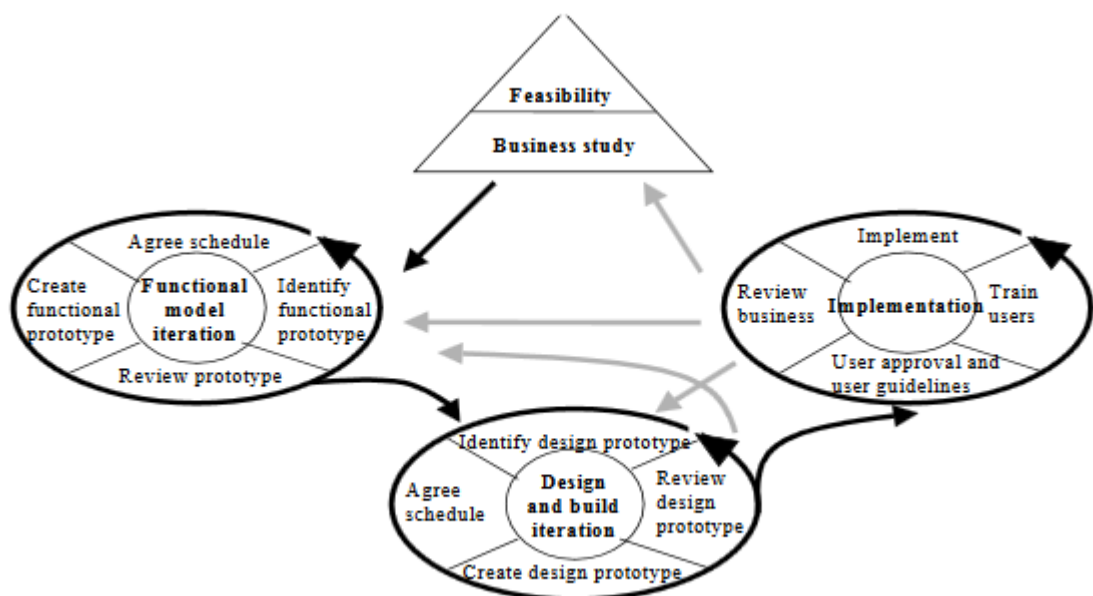 Feasibility
Business study
Agree schedule
Create
functional
prototype
Functional
model
iteration
Identify
functional
prototype
Review prototype
Implement
Review
business
Implementation
Train
users
User approval and
user guidelines
Identify design prototype
Agree
schedule
Design
and build
iteration
Review
design
prototype
Create design prototype